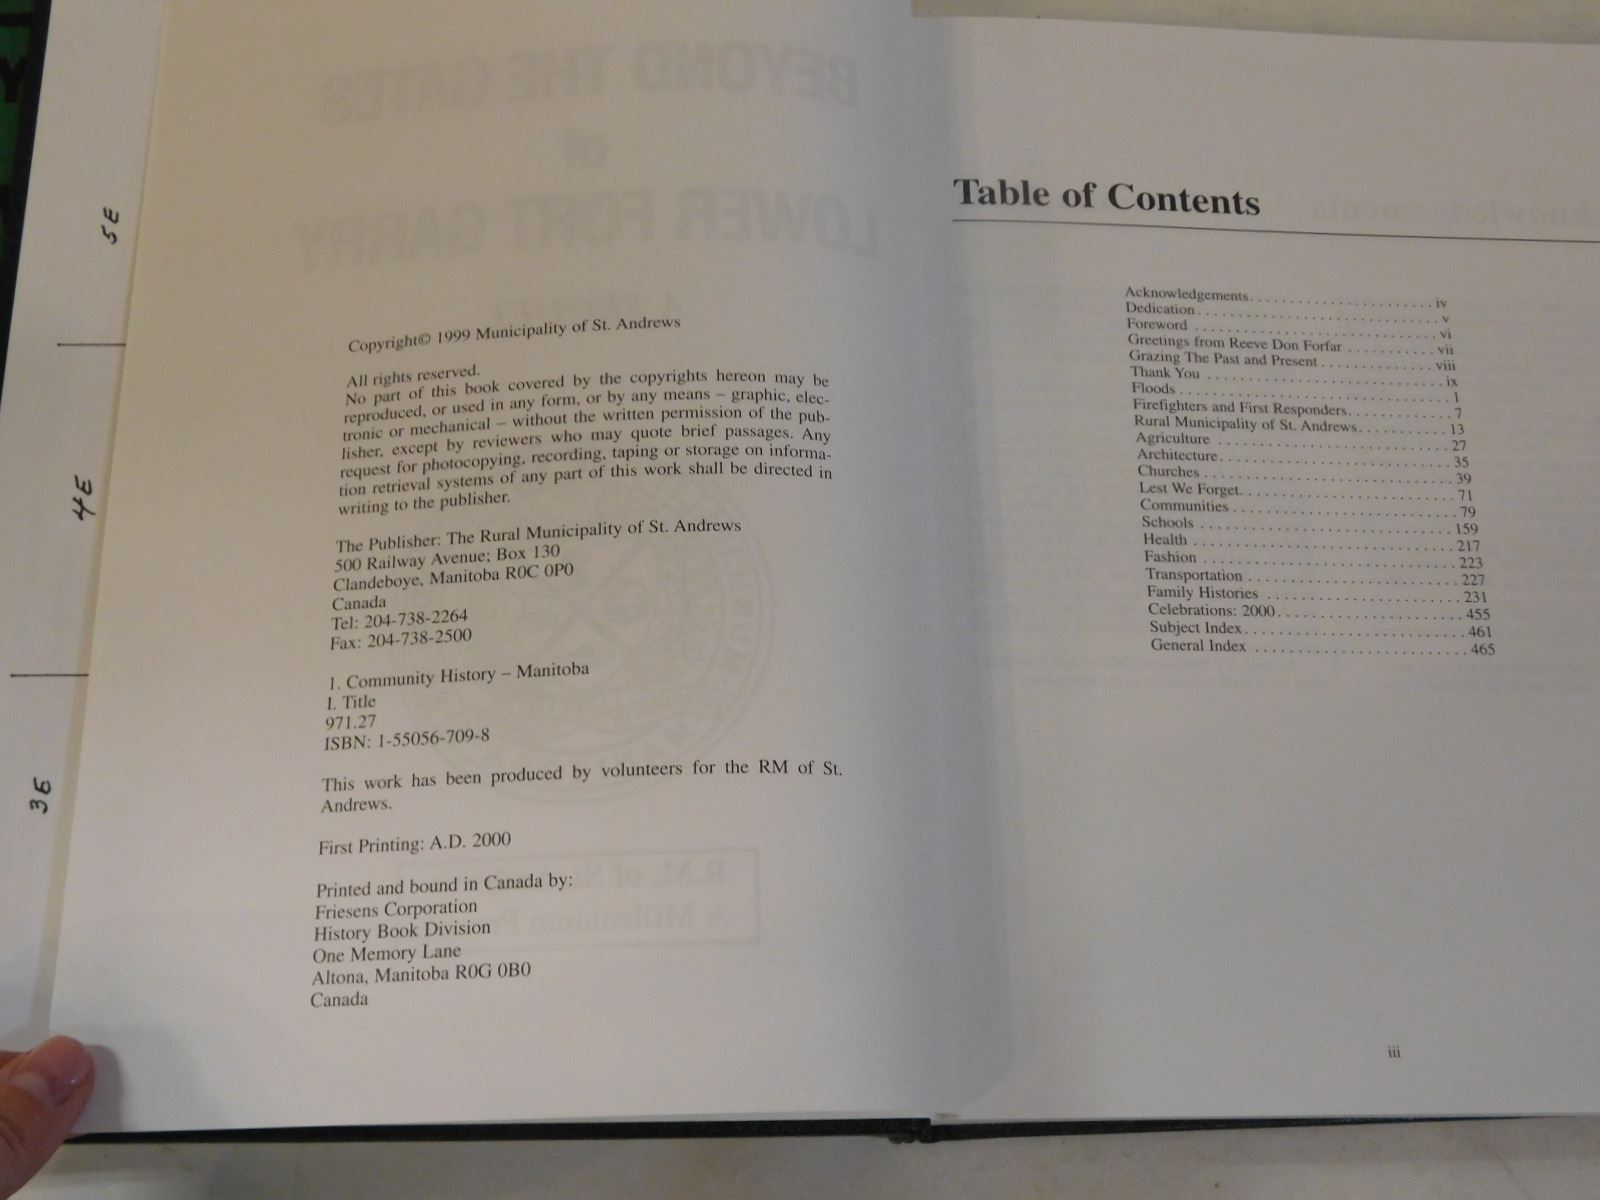 5E
4E
3E
Copyright© 1999 Municipality of St. Andrews
All rights reserved.
No part of this book covered by the copyrights hereon may be
reproduced, or used in any form, or by any means – graphic, elec-
tronic or mechanical – without the written permission of the pub-
lisher, except by reviewers who may quote brief passages. Any
request for photocopying, recording, taping or storage on informa-
tion retrieval systems of any part of this work shall be directed in
writing to the publisher.
The Publisher: The Rural Municipality of St. Andrews
500 Railway Avenue; Box 130
Clandeboye, Manitoba R0C 0P0
Canada
Tel: 204-738-2264
Fax: 204-738-2500
1. Community History – Manitoba
I. Title
971.27
ISBN: 1-55056-709-8
This work has been produced by volunteers for the RM of St.
Andrews.
First Printing: A.D. 2000
Printed and bound in Canada by:
Friesens Corporation
History Book Division
One Memory Lane
Altona, Manitoba R0G 0B0
Canada
BEYOND THE GATES
of
LOWER FORT GARRY
Table of Contents
Acknowledgements. . . . . . . . . . . . . . . . . . . . . . . iv
Dedication . . . . . . . . . . . . . . . . . . . . . . . . . . . . . . v
Foreword . . . . . . . . . . . . . . . . . . . . . . . . . . . . . . vi
Greetings from Reeve Don Forfar . . . . . . . . . . . vii
Grazing The Past and Present . . . . . . . . . . . . . . viii
Thank You . . . . . . . . . . . . . . . . . . . . . . . . . . . . . ix
Floods . . . . . . . . . . . . . . . . . . . . . . . . . . . . . . . . . 1
Firefighters and First Responders. . . . . . . . . . . . . 7
Rural Municipality of St. Andrews. . . . . . . . . . . 13
Agriculture . . . . . . . . . . . . . . . . . . . . . . . . . . . . . 27
Architecture . . . . . . . . . . . . . . . . . . . . . . . . . . . . 35
Churches . . . . . . . . . . . . . . . . . . . . . . . . . . . . . . 39
Lest We Forget. . . . . . . . . . . . . . . . . . . . . . . . . . 71
Communities . . . . . . . . . . . . . . . . . . . . . . . . . . . 79
Schools . . . . . . . . . . . . . . . . . . . . . . . . . . . . . . . 159
Health . . . . . . . . . . . . . . . . . . . . . . . . . . . . . . . . 217
Fashion . . . . . . . . . . . . . . . . . . . . . . . . . . . . . . . 223
Transportation . . . . . . . . . . . . . . . . . . . . . . . . . 227
Family Histories . . . . . . . . . . . . . . . . . . . . . . . 231
Celebrations: 2000. . . . . . . . . . . . . . . . . . . . . . 455
Subject Index. . . . . . . . . . . . . . . . . . . . . . . . . . 461
General Index . . . . . . . . . . . . . . . . . . . . . . . . . 465
iii